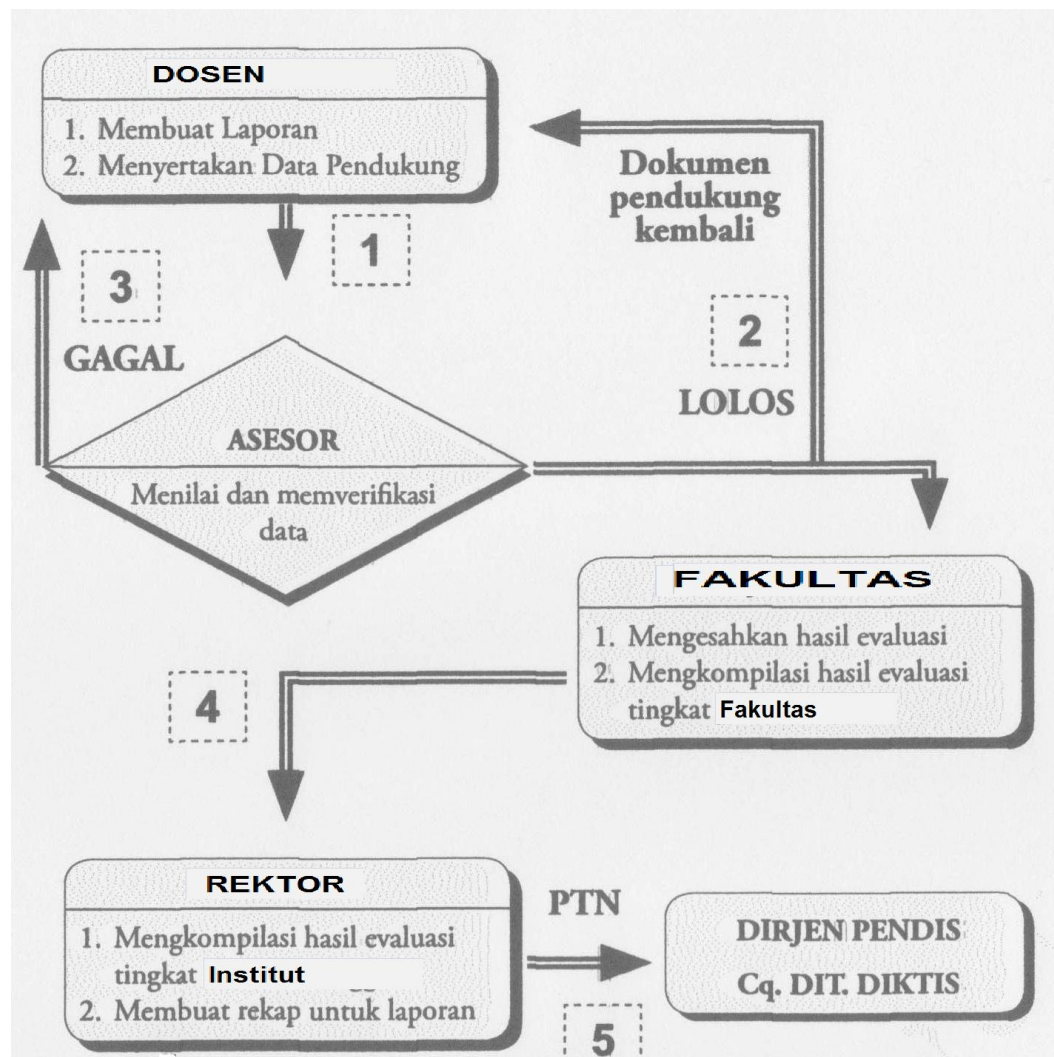 DOSEN
1. Membuat Laporan
2. Menyertakan Data Pendukung
Dokumen
pendukung
kembali
1
3
GAGAL
2
LOLOS
ASESOR
Menilai dan memverifikasi
data
FAKULTAS
1. Mengesahkan hasil evaluasi
2. Mengkompilasi hasil evaluasi
tingkat Fakultas
4
REKTOR
1. Mengkompilasi hasil evaluasi
tingkat Institut
2. Membuat rekap untuk laporan
PTN
5
DIRJEN PENDIS
Cq. DIT. DIKTIS